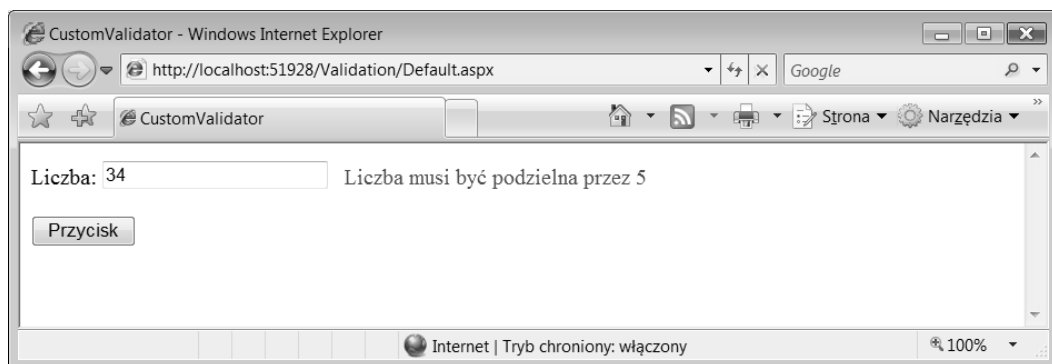 CustomValidator - Windows Internet Explorer
http://localhost:51928/Validation/Default.aspx
Google
CustomValidator
Strona
Narzędzia
Liczba: 34 Liczba musi być podzielna przez 5
Przycisk
Internet | Tryb chroniony: włączony
100%